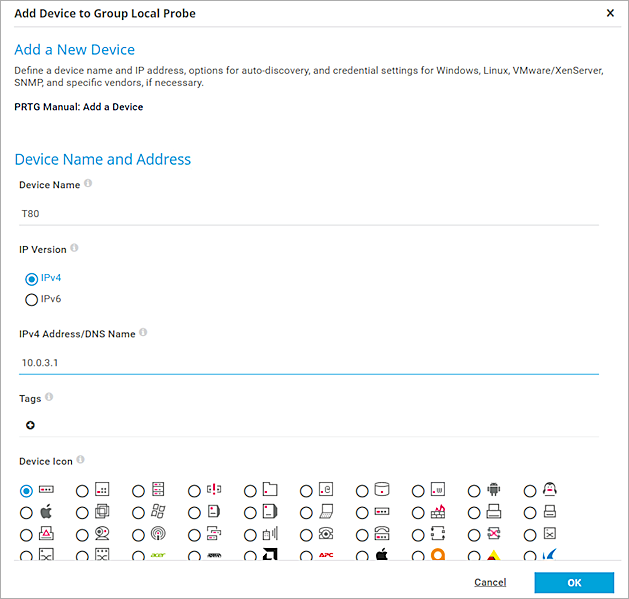 Add Device to Group Local Probe
Add a New Device
Define a device name and IP address, options for auto-discovery, and credential settings for Windows, Linux, VMware/XenServer,
SNMP, and specific vendors, if necessary.
PRTG Manual: Add a Device
Device Name and Address
Device Name
T80
IP Version
IPv4
IPv6
IPv4 Address/DNS Name
10.0.3.1
Tags
Device Icon
acer
APC
Cancel
OK